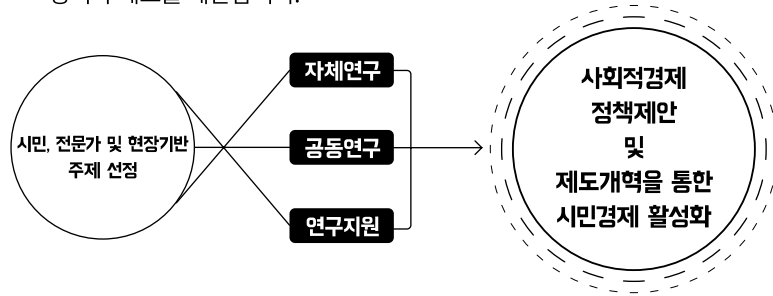 시민, 전문가 및 현장기반
주제 선정
자체연구
공동연구
연구지원
사회적경제
정책제안
및
제도개혁을 통한
시민경제 활성화